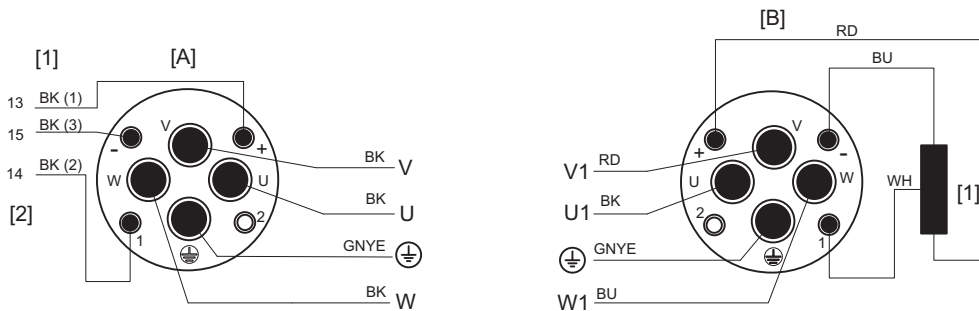 [1]
[A]
13 BK (1)
15 BK (3)
14 BK (2)
[2]
V
-
+
W
U
1
2
BK V
BK U
GNYE
BK W
[B]
RD
BU
V
+
-
U
W
2
1
V1 RD
U1 BK
GNYE
W1 BU
WH
[1]